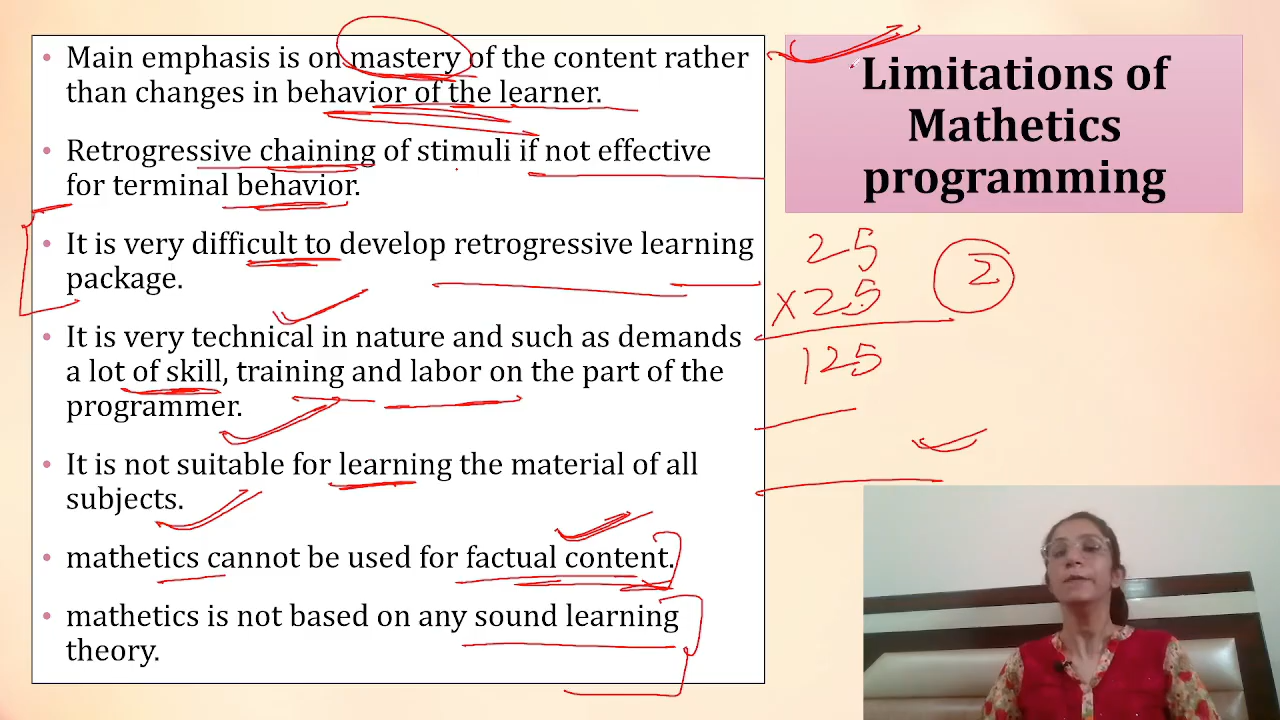 • Main emphasis is on mastery of the content rather
than changes in behavior of the learner.
• Retrogressive chaining of stimuli if not effective
for terminal behavior.
• It is very difficult to develop retrogressive learning
package.
• It is very technical in nature and such as demands
a lot of skill, training and labor on the part of the
programmer.
• It is not suitable for learning the material of all
subjects.
• mathetics cannot be used for factual content.
• mathetics is not based on any sound learning
theory.
Limitations of
Mathetics
programming
25
x25
125
2